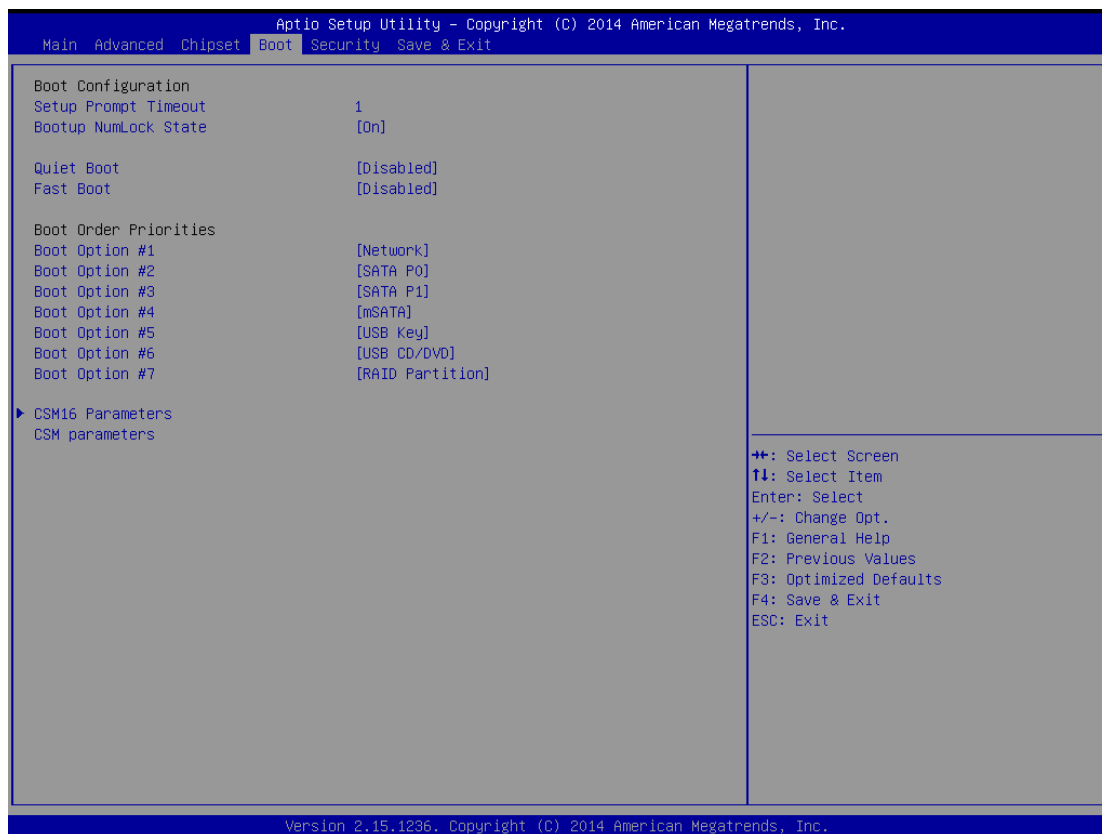 Aptio Setup Utility – Copyright (C) 2014 American Megatrends, Inc.
Main Advanced Chipset Boot Security Save & Exit
Boot Configuration
Setup Prompt Timeout 1
Bootup NumLock State [On]
Quiet Boot [Disabled]
Fast Boot [Disabled]
Boot Order Priorities
Boot Option #1 [Network]
Boot Option #2 [SATA P0]
Boot Option #3 [SATA P1]
Boot Option #4 [mSATA]
Boot Option #5 [USB Key]
Boot Option #6 [USB CD/DVD]
Boot Option #7 [RAID Partition]
CSM16 Parameters
CSM parameters
→←: Select Screen
↑↓: Select Item
Enter: Select
+/-: Change Opt.
F1: General Help
F2: Previous Values
F3: Optimized Defaults
F4: Save & Exit
ESC: Exit
Version 2.15.1236. Copyright (C) 2014 American Megatrends, Inc.